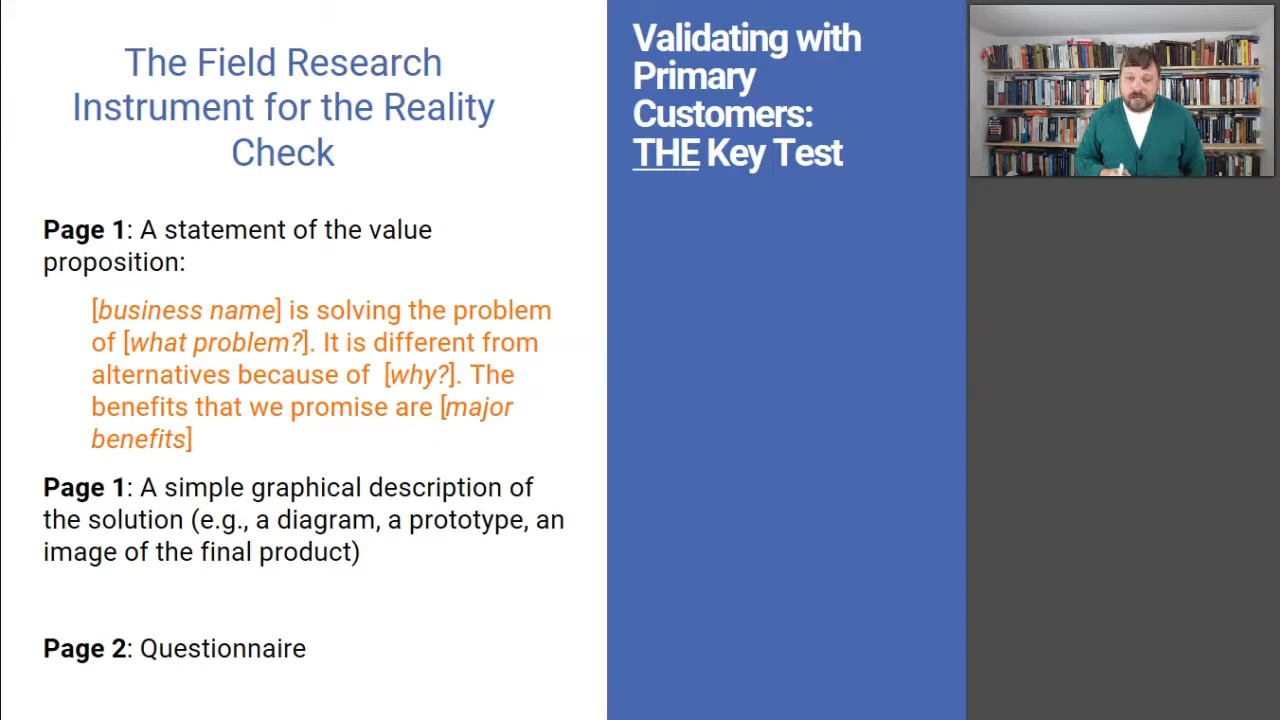 The Field Research
Instrument for the Reality
Check
Page 1: A statement of the value
proposition:
[business name] is solving the problem
of [what problem?]. It is different from
alternatives because of [why?]. The
benefits that we promise are [major
benefits]
Page 1: A simple graphical description of
the solution (e.g., a diagram, a prototype, an
image of the final product)
Page 2: Questionnaire
Validating with
Primary
Customers:
THE Key Test